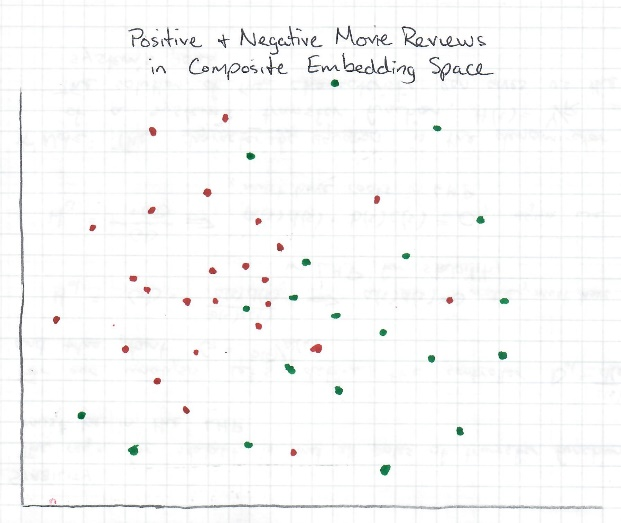 Positive + Negative Movie Reviews
in Composite Embedding Space